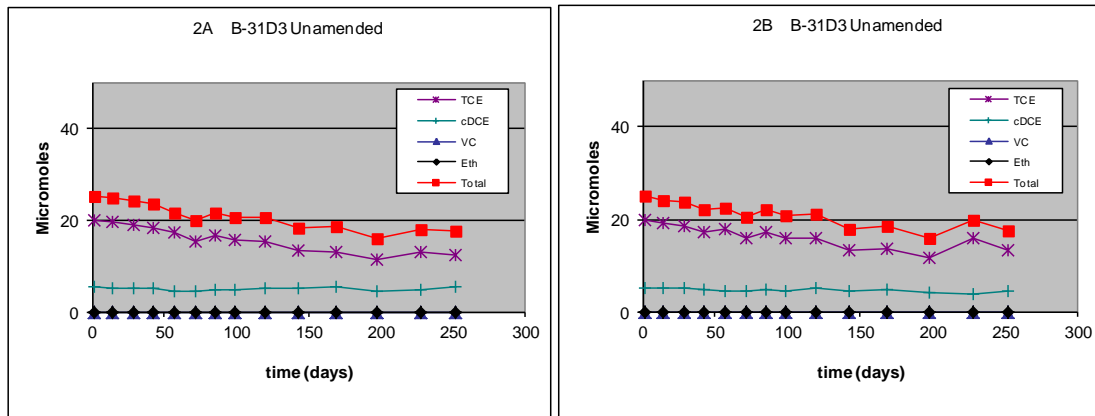 2A B-31D3 Unamended
Micromoles
40
20
0
0 50 100 150 200 250 300
time (days)
TCE
cDCE
VC
Eth
Total
2B B-31D3 Unamended
Micromoles
40
20
0
0 50 100 150 200 250 300
time (days)
TCE
cDCE
VC
Eth
Total